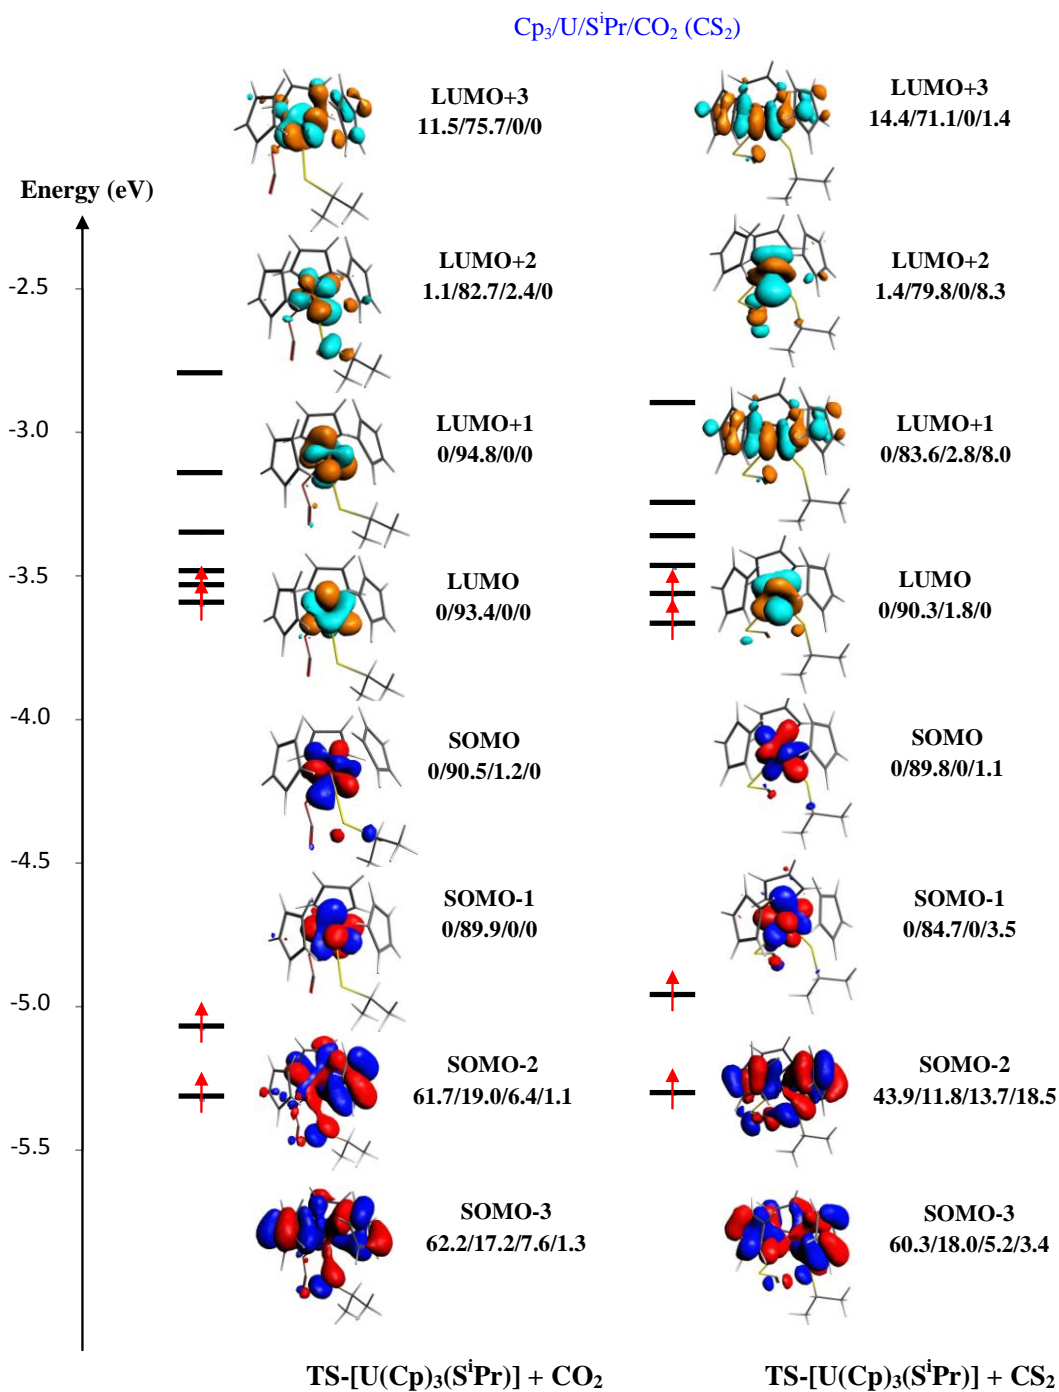 Cp₃/U/SⁱPr/CO₂ (CS₂)
Energy (eV)
-2.5
-3.0
-3.5
-4.0
-4.5
-5.0
-5.5
LUMO+3
11.5/75.7/0/0
LUMO+2
1.1/82.7/2.4/0
LUMO+1
0/94.8/0/0
LUMO
0/93.4/0/0
SOMO
0/90.5/1.2/0
SOMO-1
0/89.9/0/0
SOMO-2
61.7/19.0/6.4/1.1
SOMO-3
62.2/17.2/7.6/1.3
TS-[U(Cp)₃(SⁱPr)] + CO₂
LUMO+3
14.4/71.1/0/1.4
LUMO+2
1.4/79.8/0/8.3
LUMO+1
0/83.6/2.8/8.0
LUMO
0/90.3/1.8/0
SOMO
0/89.8/0/1.1
SOMO-1
0/84.7/0/3.5
SOMO-2
43.9/11.8/13.7/18.5
SOMO-3
60.3/18.0/5.2/3.4
TS-[U(Cp)₃(SⁱPr)] + CS₂